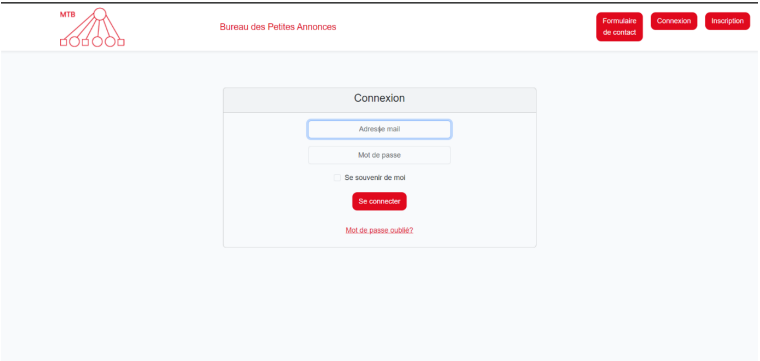 MTB
Bureau des Petites Annonces
Formulaire
de contact
Connexion
Inscription
Connexion
Adresse mail
Mot de passe
Se souvenir de moi
Se connecter
Mot de passe oublié?